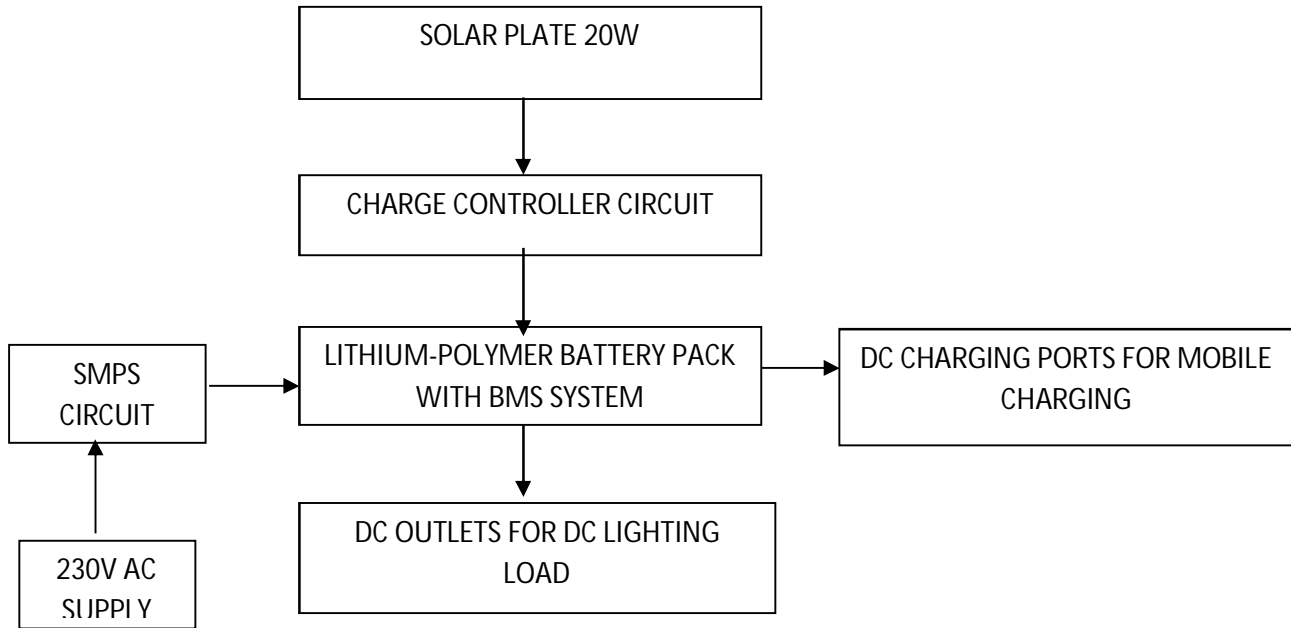 SOLAR PLATE 20W
CHARGE CONTROLLER CIRCUIT
LITHIUM-POLYMER BATTERY PACK
WITH BMS SYSTEM
DC CHARGING PORTS FOR MOBILE
CHARGING
SMPS
CIRCUIT
DC OUTLETS FOR DC LIGHTING
LOAD
230V AC
SUPPLY